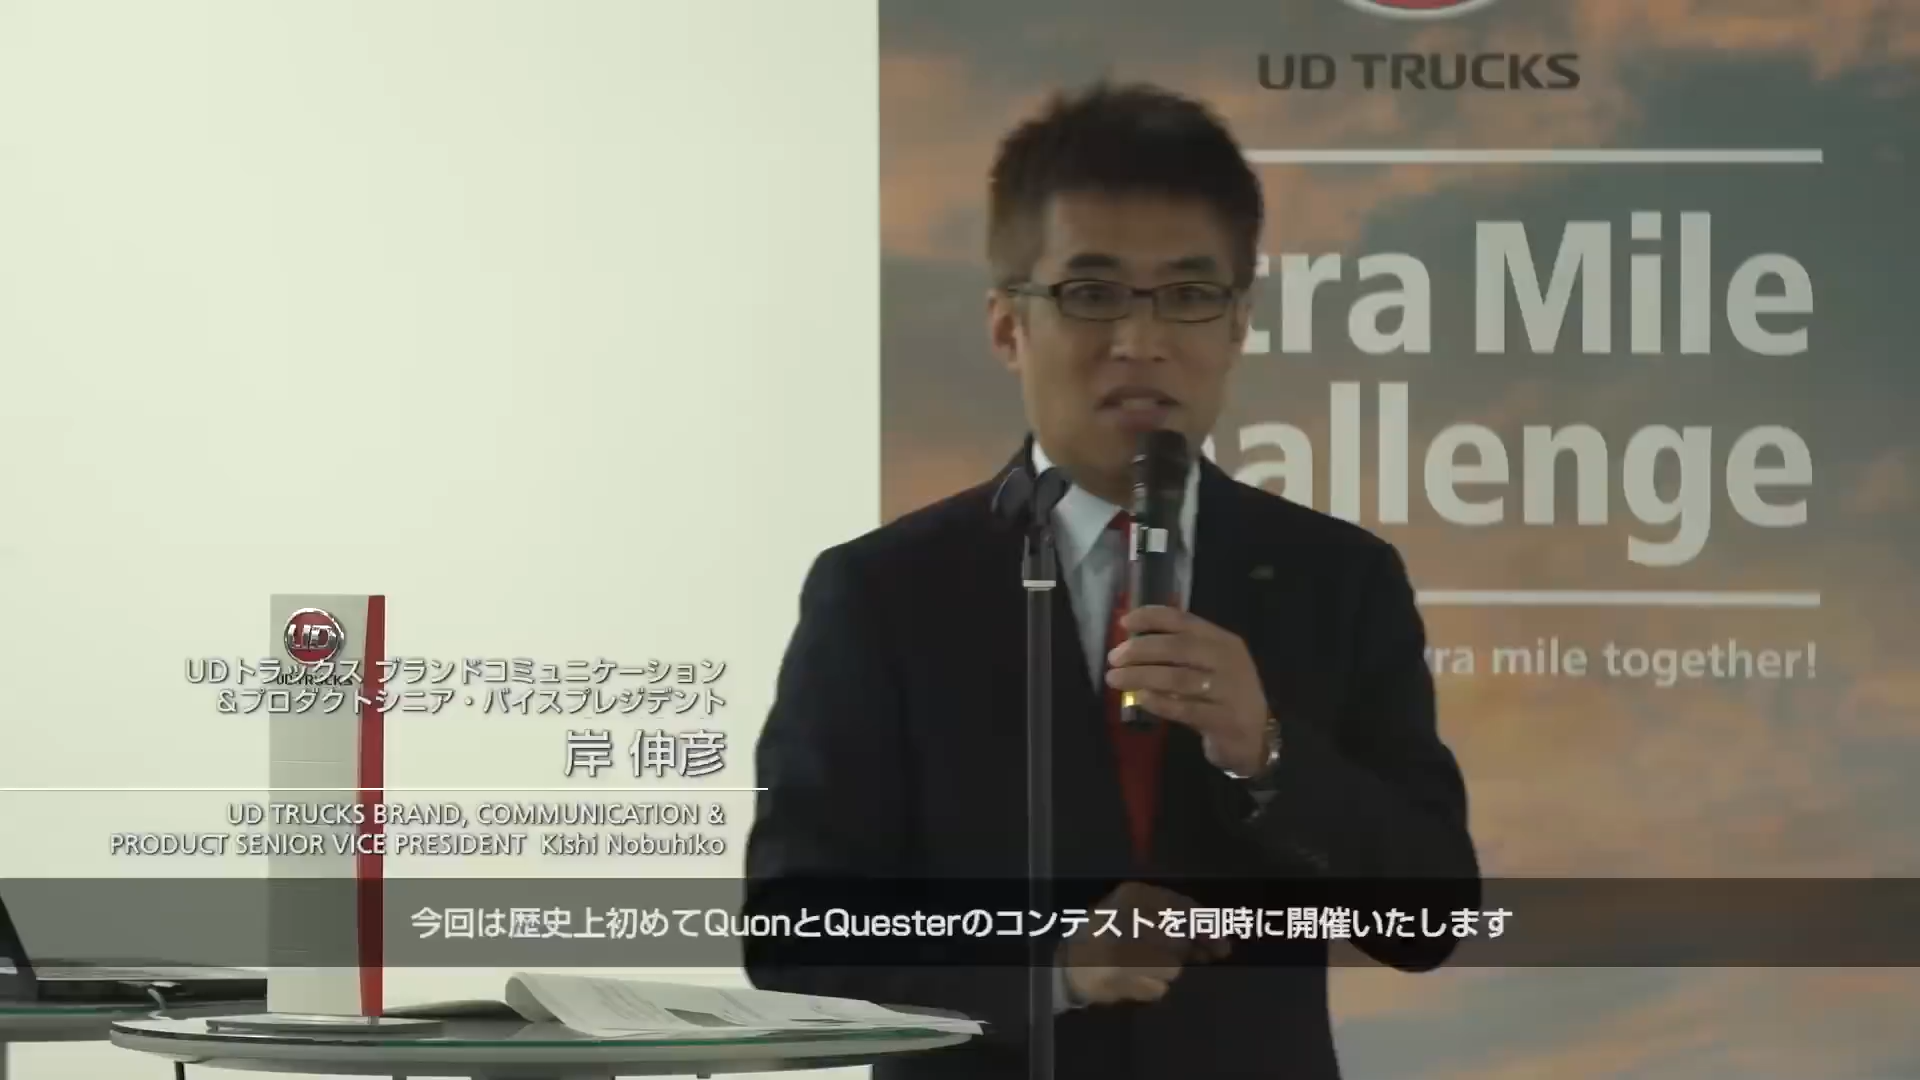 UD TRUCKS
tra Mile
allenge
ra mile together!
UD
UD TRUCKS
UDトラックス ブランドコミュニケーション
&プロダクトシニア・バイスプレジデント
岸 伸彦
UD TRUCKS BRAND, COMMUNICATION &
PRODUCT SENIOR VICE PRESIDENT Kishi Nobuhiko
今回は歴史上初めてQuonとQuesterのコンテストを同時に開催いたします